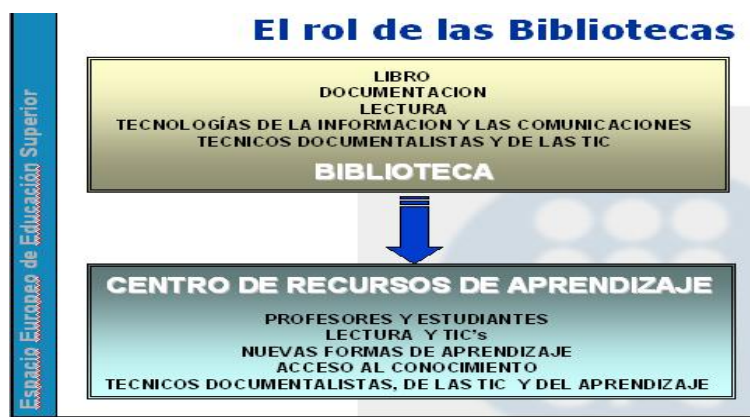 El rol de las Bibliotecas
Espacio Europeo de Educación Superior
LIBRO
DOCUMENTACION
LECTURA
TECNOLOGÍAS DE LA INFORMACION Y LAS COMUNICACIONES
TECNICOS DOCUMENTALISTAS Y DE LAS TIC
BIBLIOTECA
CENTRO DE RECURSOS DE APRENDIZAJE
PROFESORES Y ESTUDIANTES
LECTURA Y TIC's
NUEVAS FORMAS DE APRENDIZAJE
ACCESO AL CONOCIMIENTO
TECNICOS DOCUMENTALISTAS, DE LAS TIC Y DEL APRENDIZAJE